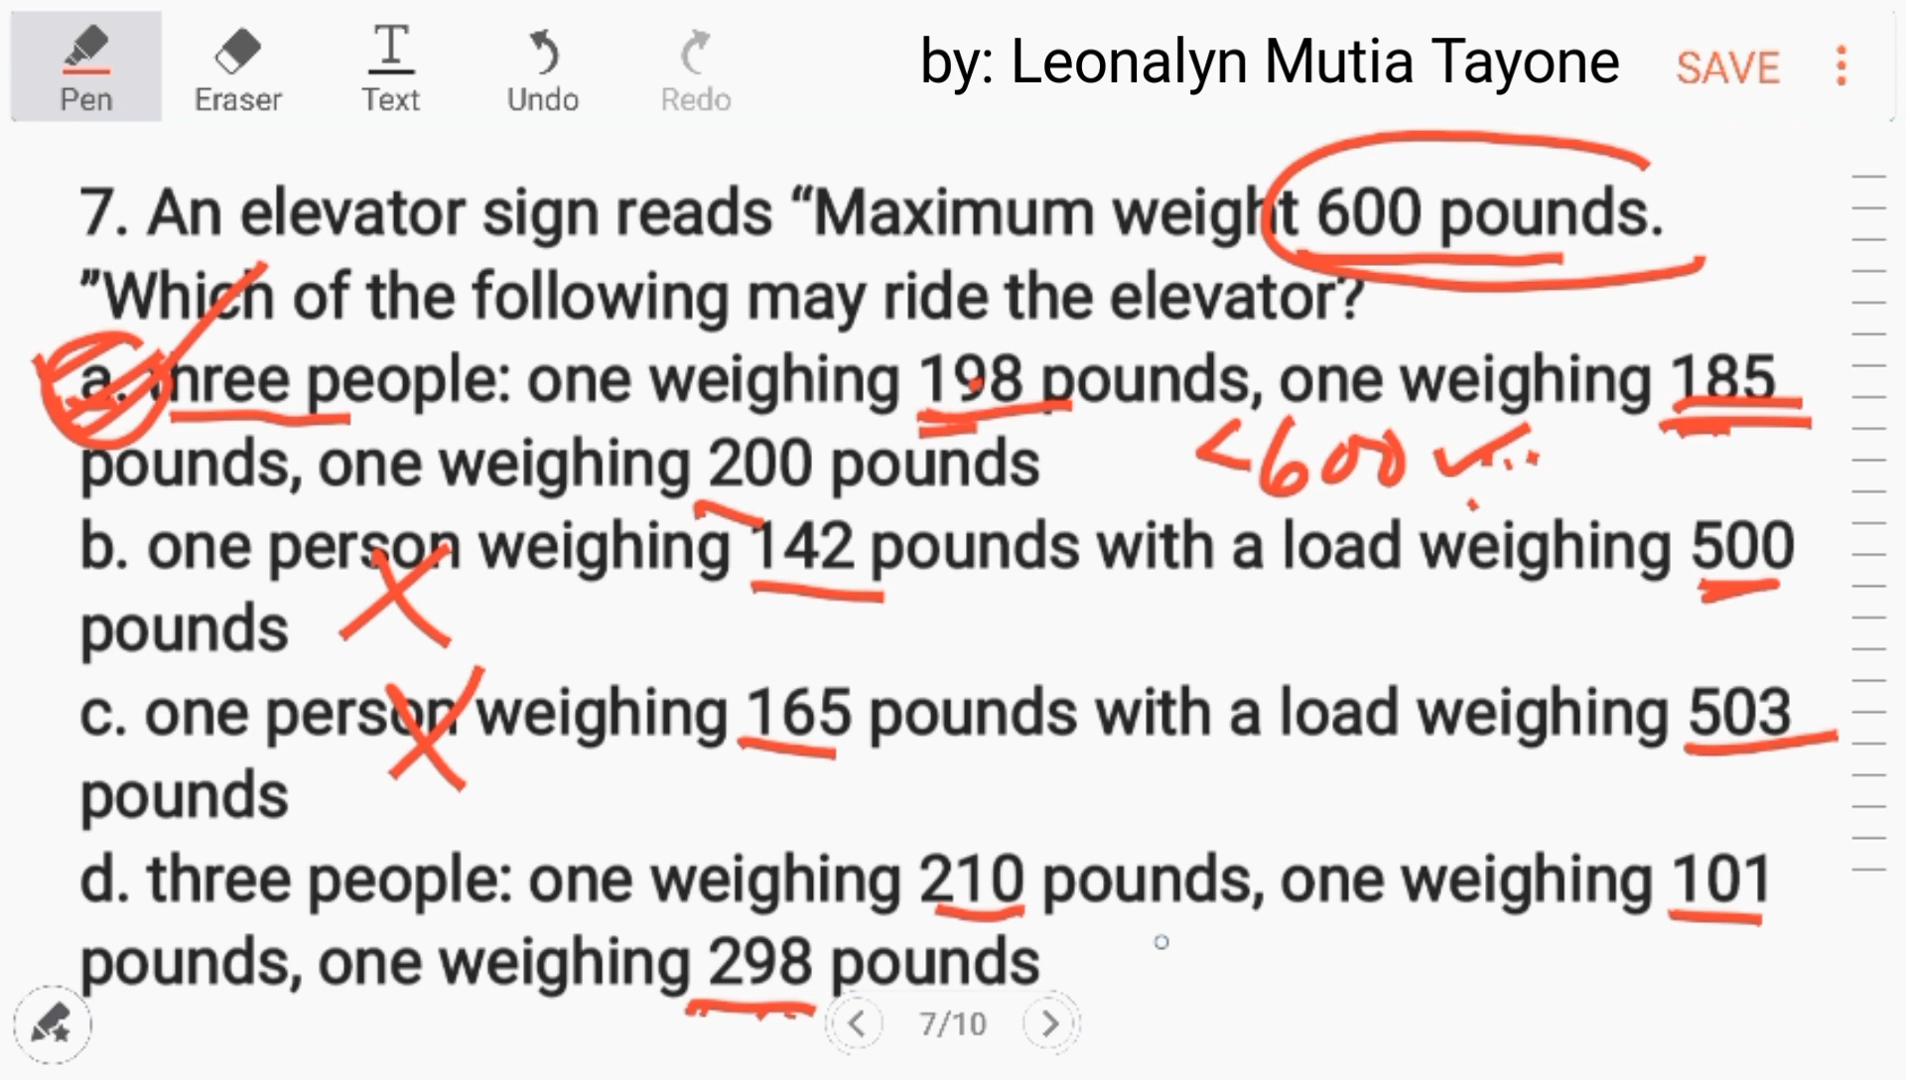 Pen
Eraser
Text
Undo
Redo
by: Leonalyn Mutia Tayone
SAVE
7. An elevator sign reads “Maximum weight 600 pounds.
”Which of the following may ride the elevator?
a. three people: one weighing 198 pounds, one weighing 185
pounds, one weighing 200 pounds
<600
b. one person weighing 142 pounds with a load weighing 500
pounds
c. one person weighing 165 pounds with a load weighing 503
pounds
d. three people: one weighing 210 pounds, one weighing 101
pounds, one weighing 298 pounds
7/10